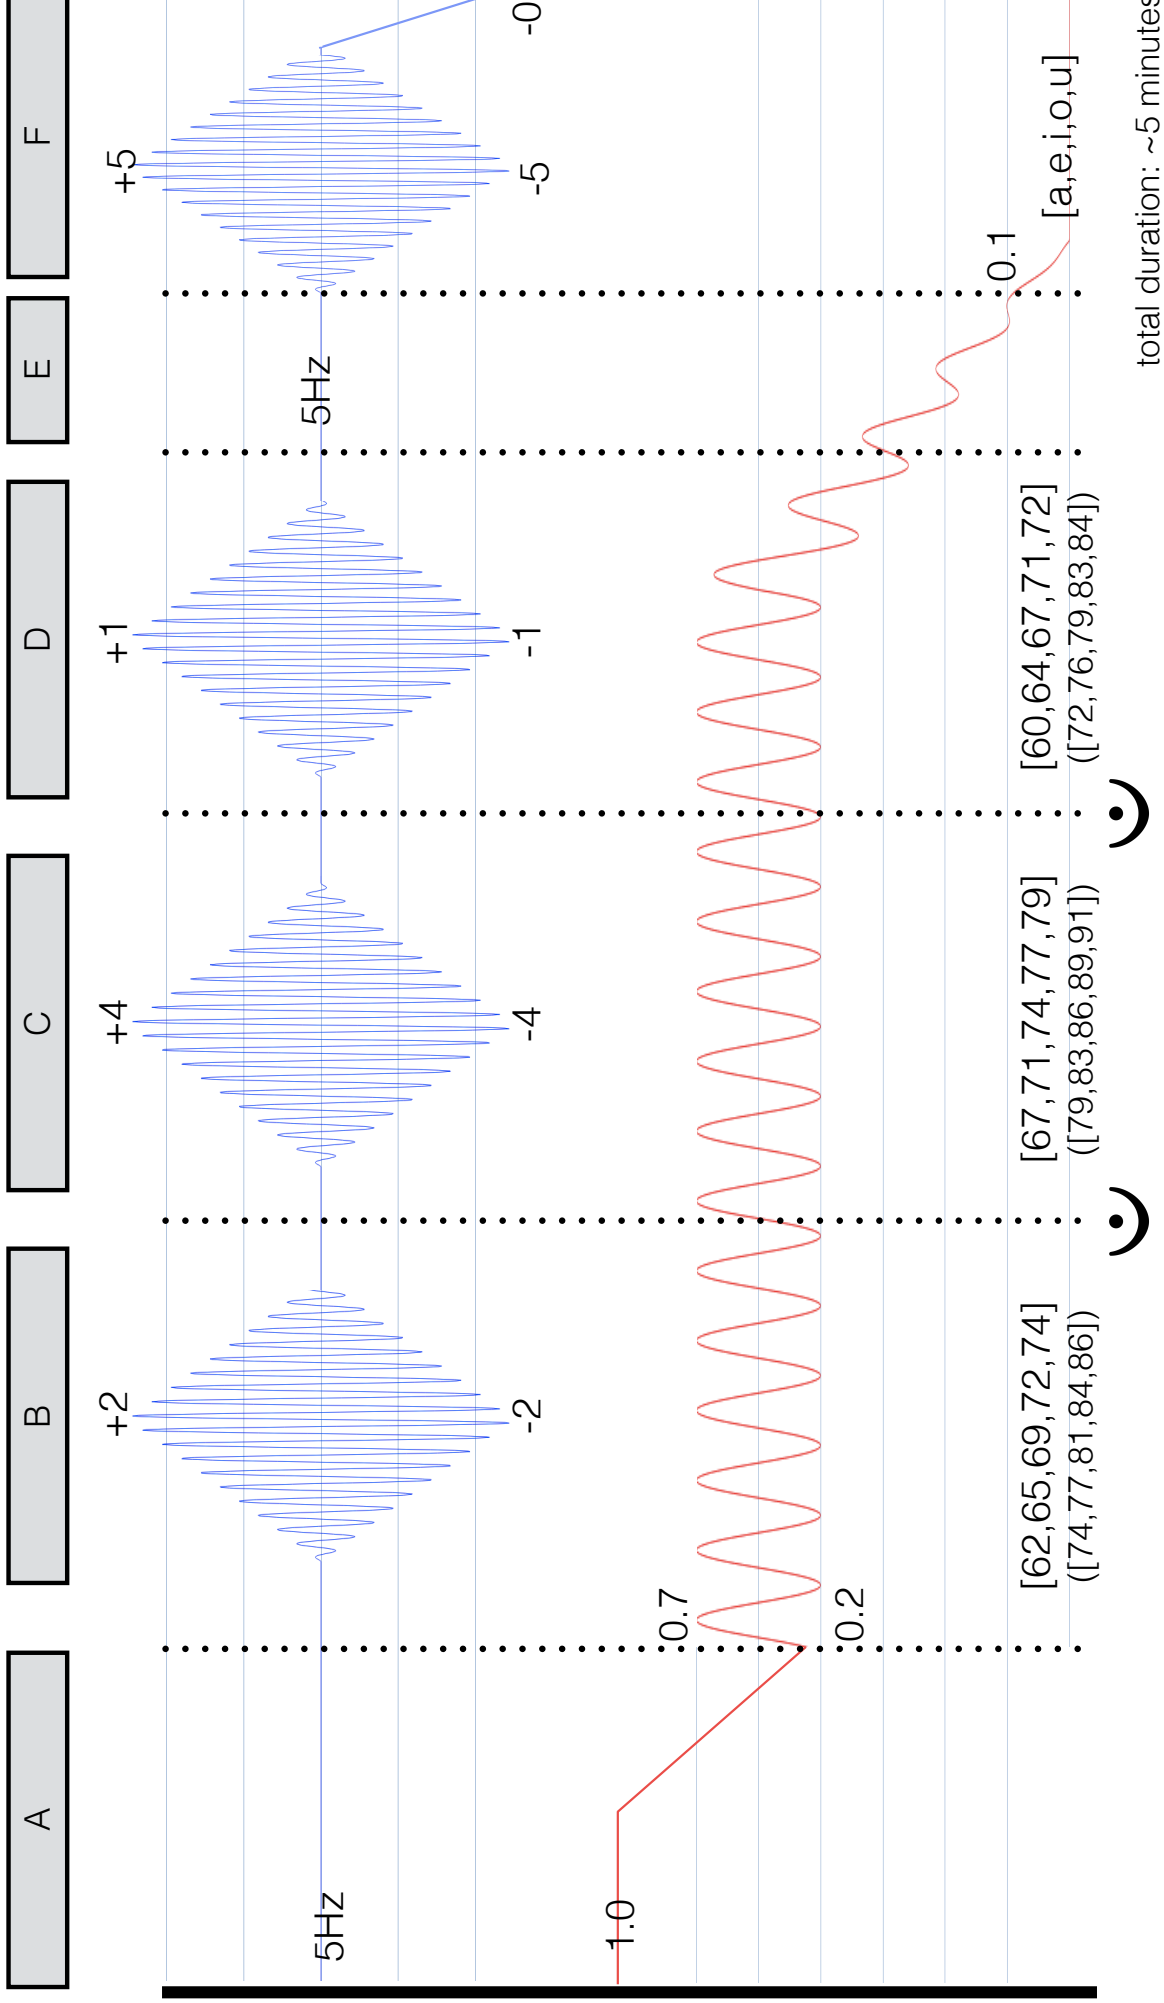 A B C D E F
+2 +4 +1 +5
5Hz 5Hz
-2 -4 -1 -5 -0
1.0
0.7
0.2
0.1
[62,65,69,72,74] [67,71,74,77,79] [60,64,67,71,72] [a,e,i,o,u]
([74,77,81,84,86]) ([79,83,86,89,91]) ([72,76,79,83,84])
total duration: ~5 minutes